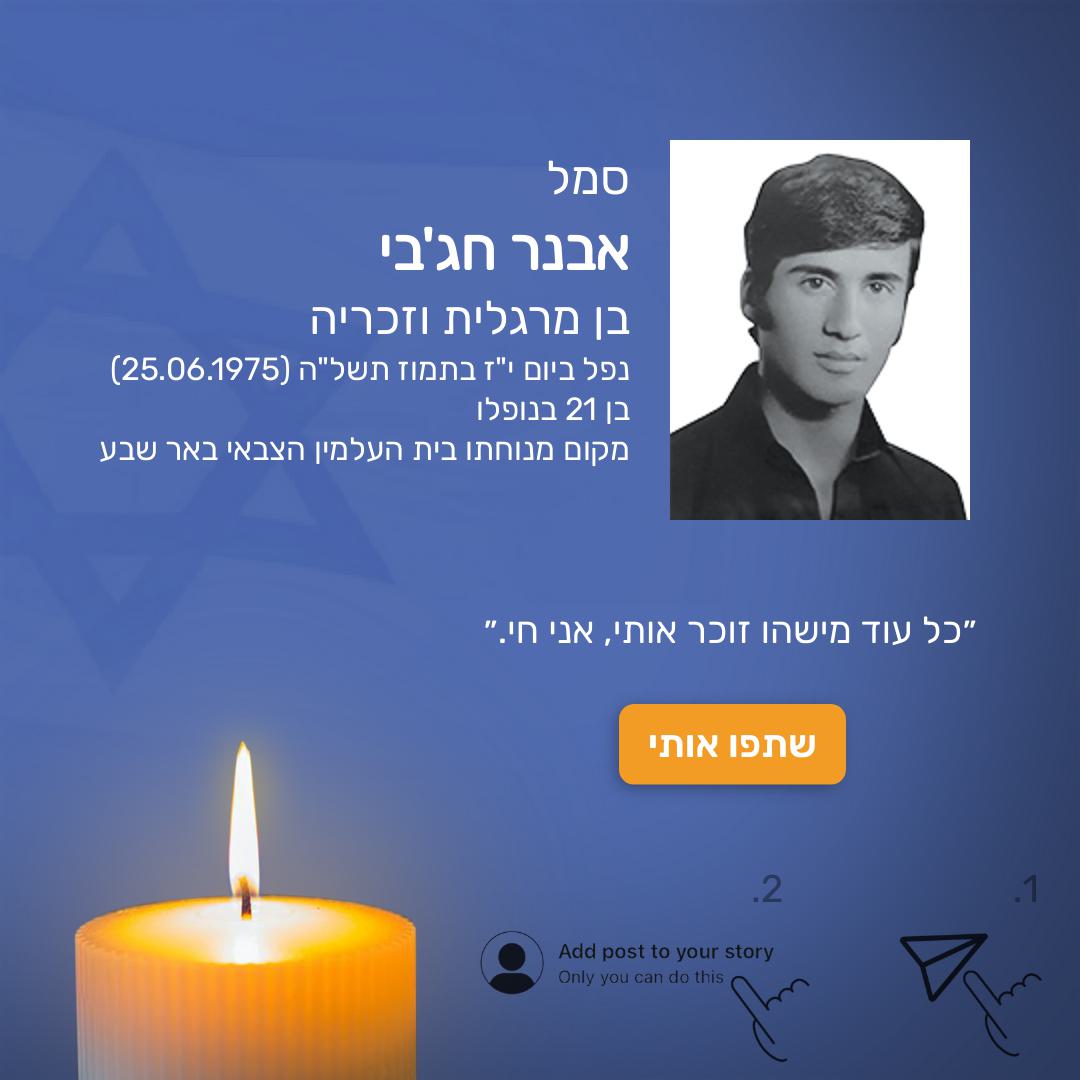 סמל
אבנר חג'בי
בן מרגלית וזכריה
נפל ביום י"ז בתמוז תשל"ה (25.06.1975)
בן 21 בנופלו
מקום מנוחתו בית העלמין הצבאי באר שבע
״כל עוד מישהו זוכר אותי, אני חי.״
שתפו אותי
1.
2.
Add post to your story
Only you can do this